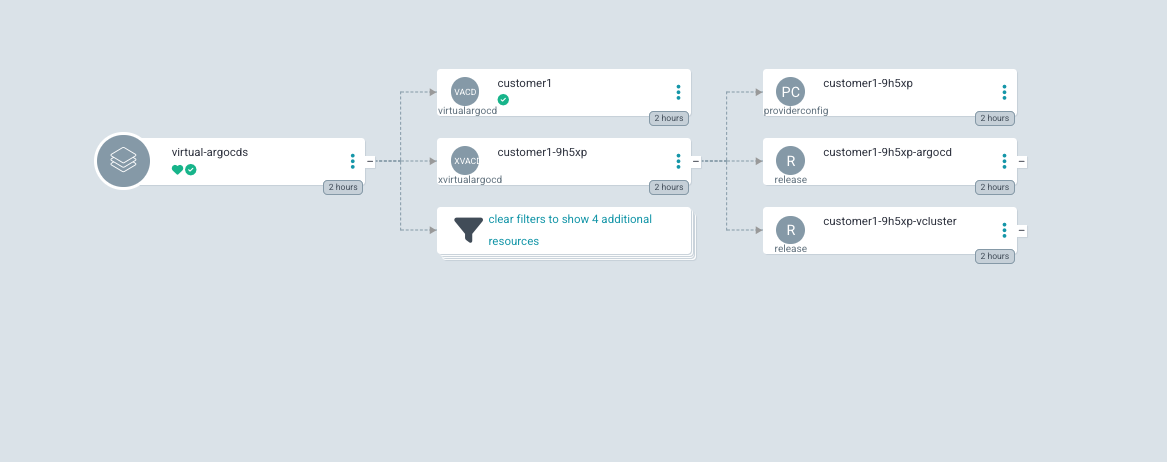 virtual-argocds
2 hours
VACD
customer1
virtualargocd
2 hours
XVACD
customer1-9h5xp
xvirtualargocd
2 hours
clear filters to show 4 additional
resources
PC
customer1-9h5xp
providerconfig
2 hours
R
customer1-9h5xp-argocd
release
2 hours
R
customer1-9h5xp-vcluster
release
2 hours